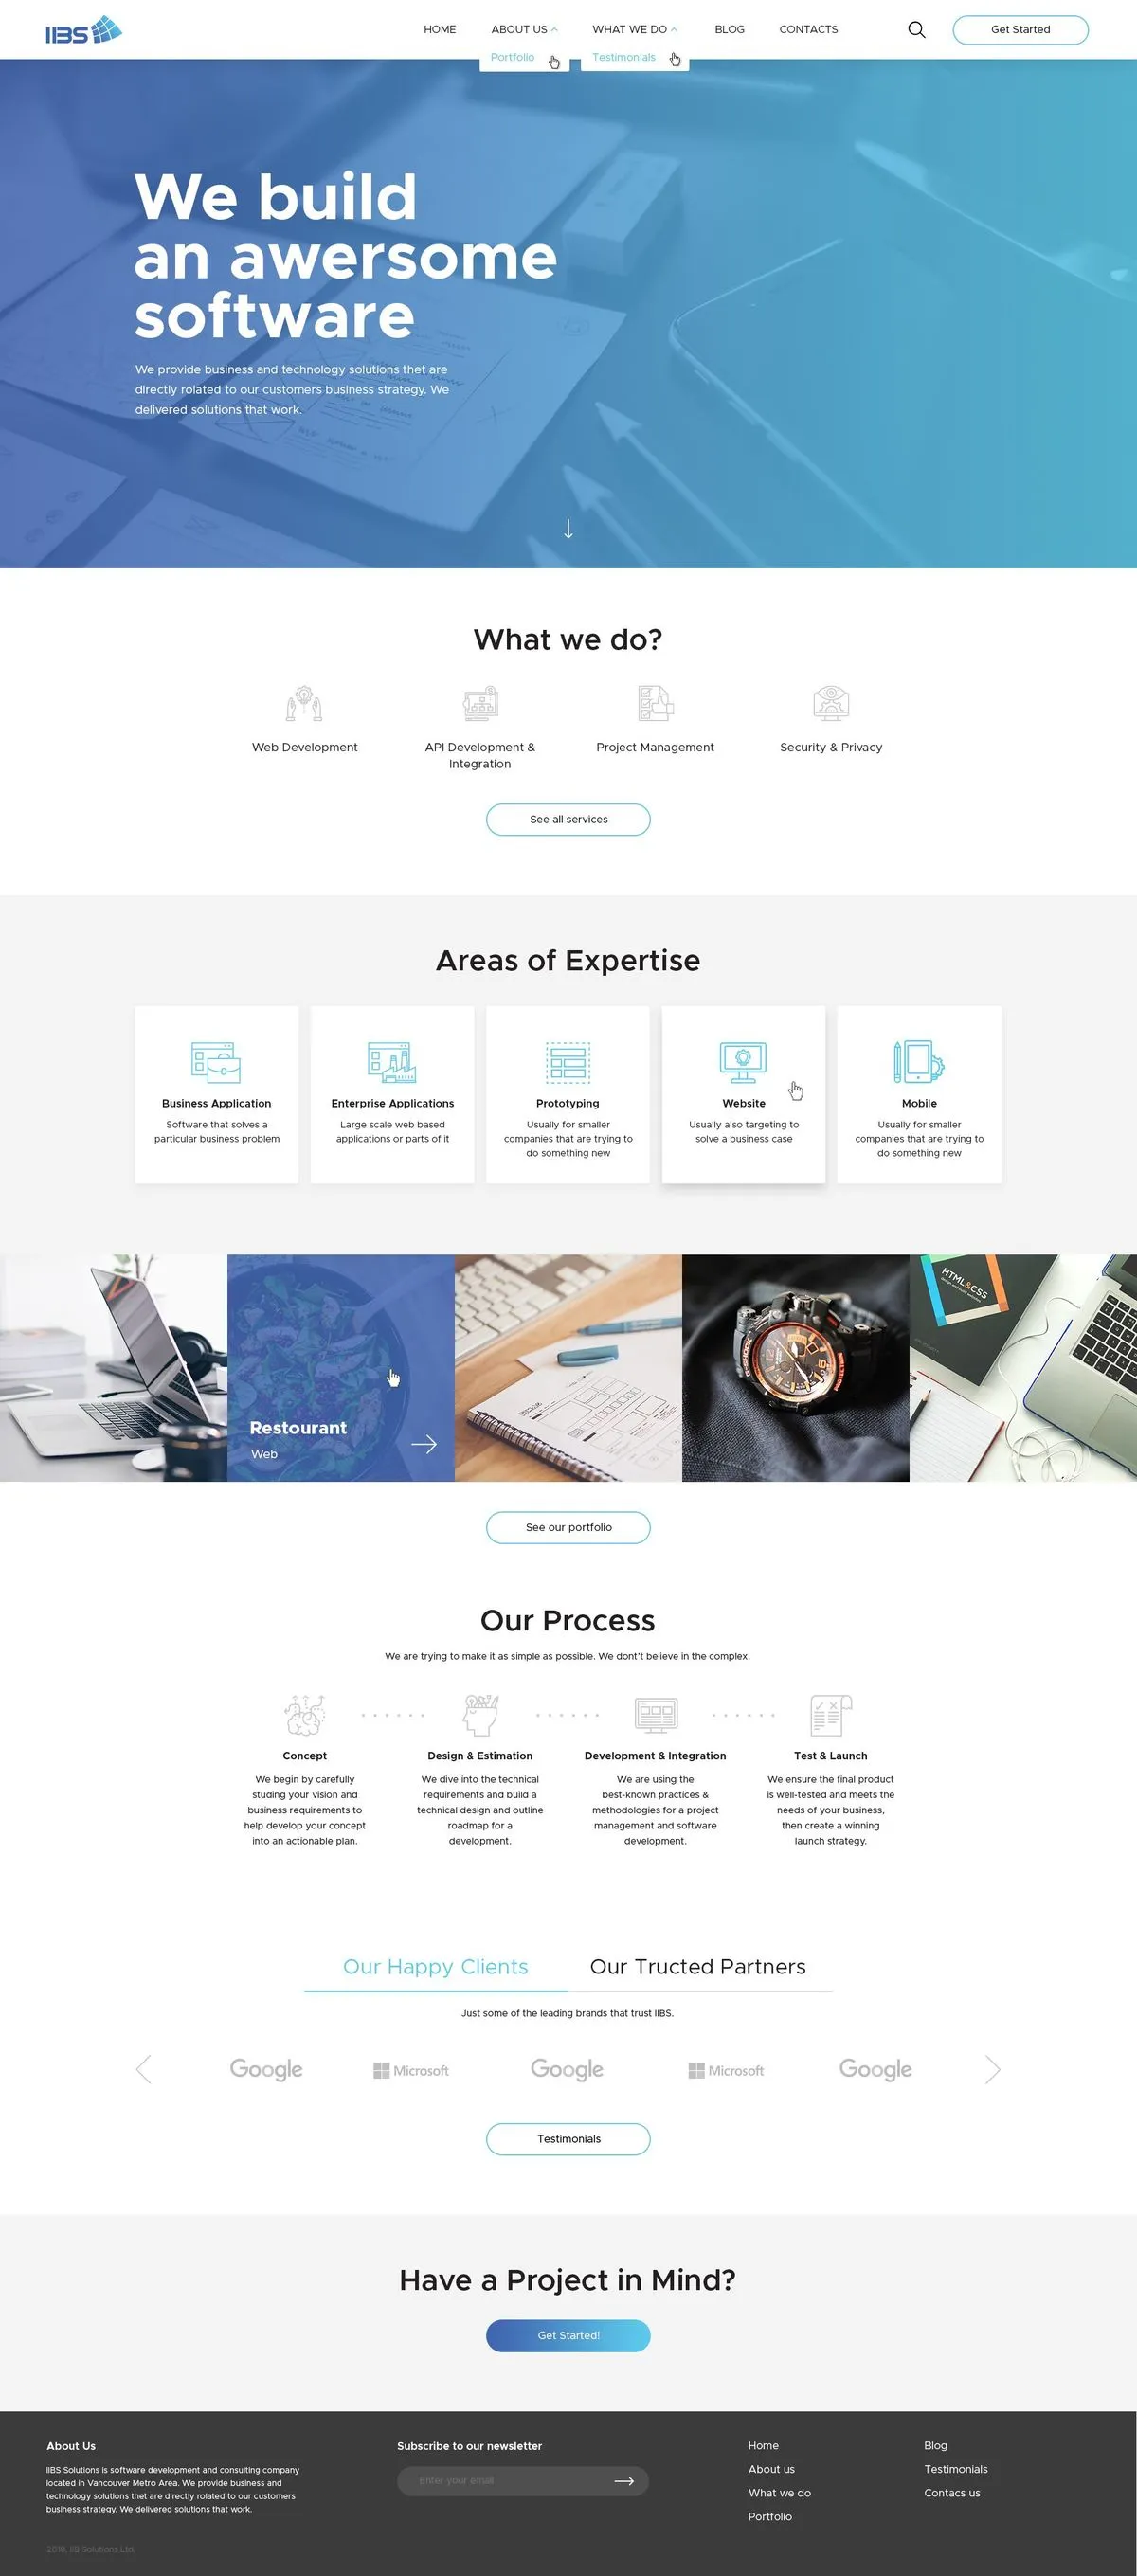 IIBS
HOME
ABOUT US
WHAT WE DO
BLOG
CONTACTS
Get Started
Portfolio
Testimonials
We build
an awersome
software
We provide business and technology solutions thet are
directly rolated to our customers business strategy. We
delivered solutions that work.
What we do?
Web Development
API Development &
Integration
Project Management
Security & Privacy
See all services
Areas of Expertise
Business Application
Software that solves a
particular business problem
Enterprise Applications
Large scale web based
applications or parts of it
Prototyping
Usually for smaller
companies that are trying to
do something new
Website
Usually also targeting to
solve a business case
Mobile
Usually for smaller
companies that are trying to
do something new
Restourant
Web
HTML&CSS
See our portfolio
Our Process
We are trying to make it as simple as possible. We dont't believe in the complex.
Concept
We begin by carefully
studing your vision and
business requirements to
help develop your concept
into an actionable plan.
Design & Estimation
We dive into the technical
requirements and build a
technical design and outline
roadmap for a
development.
Development & Integration
We are using the
best-known practices &
methodologies for a project
management and software
development.
Test & Launch
We ensure the final product
is well-tested and meets the
needs of your business,
then create a winning
launch strategy.
Our Happy Clients
Our Tructed Partners
Just some of the leading brands that trust IIBS.
Google
Microsoft
Google
Microsoft
Google
Testimonials
Have a Project in Mind?
Get Started!
About Us
IIBS Solutions is software development and consulting company
located in Vancouver Metro Area. We provide business and
technology solutions that are directly rolated to our customers
business strategy. We delivered solutions that work.
2018, IIB Solutions Ltd.
Subscribe to our newsletter
Enter your email
Home
About us
What we do
Portfolio
Blog
Testimonials
Contacs us